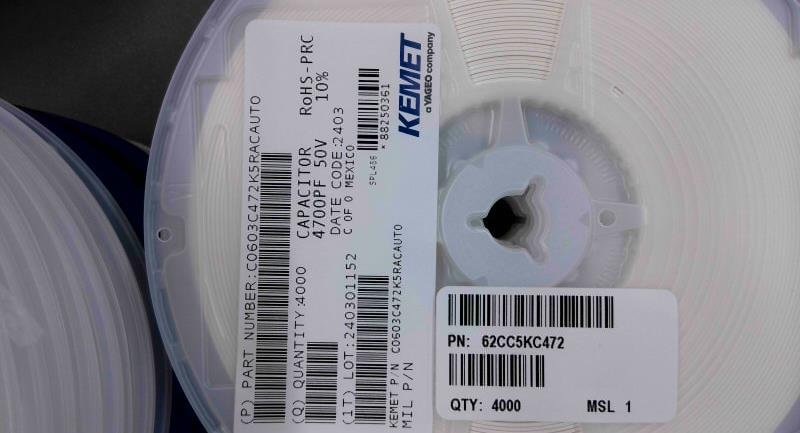 (P) PART NUMBER:C0603C472K5RACAUTO
(Q) QUANTITY:4000
CAPACITOR RoHS-PRC
4700PF 50V 10%
DATE CODE:2403
C OF O MEXICO
SPL456 * 88250361
(1T) LOT:240301152
KEMET P/N C0603C472K5RACAUTO
MIL P/N
KEMET
a YAGEO company
PN: 62CC5KC472
QTY: 4000 MSL 1